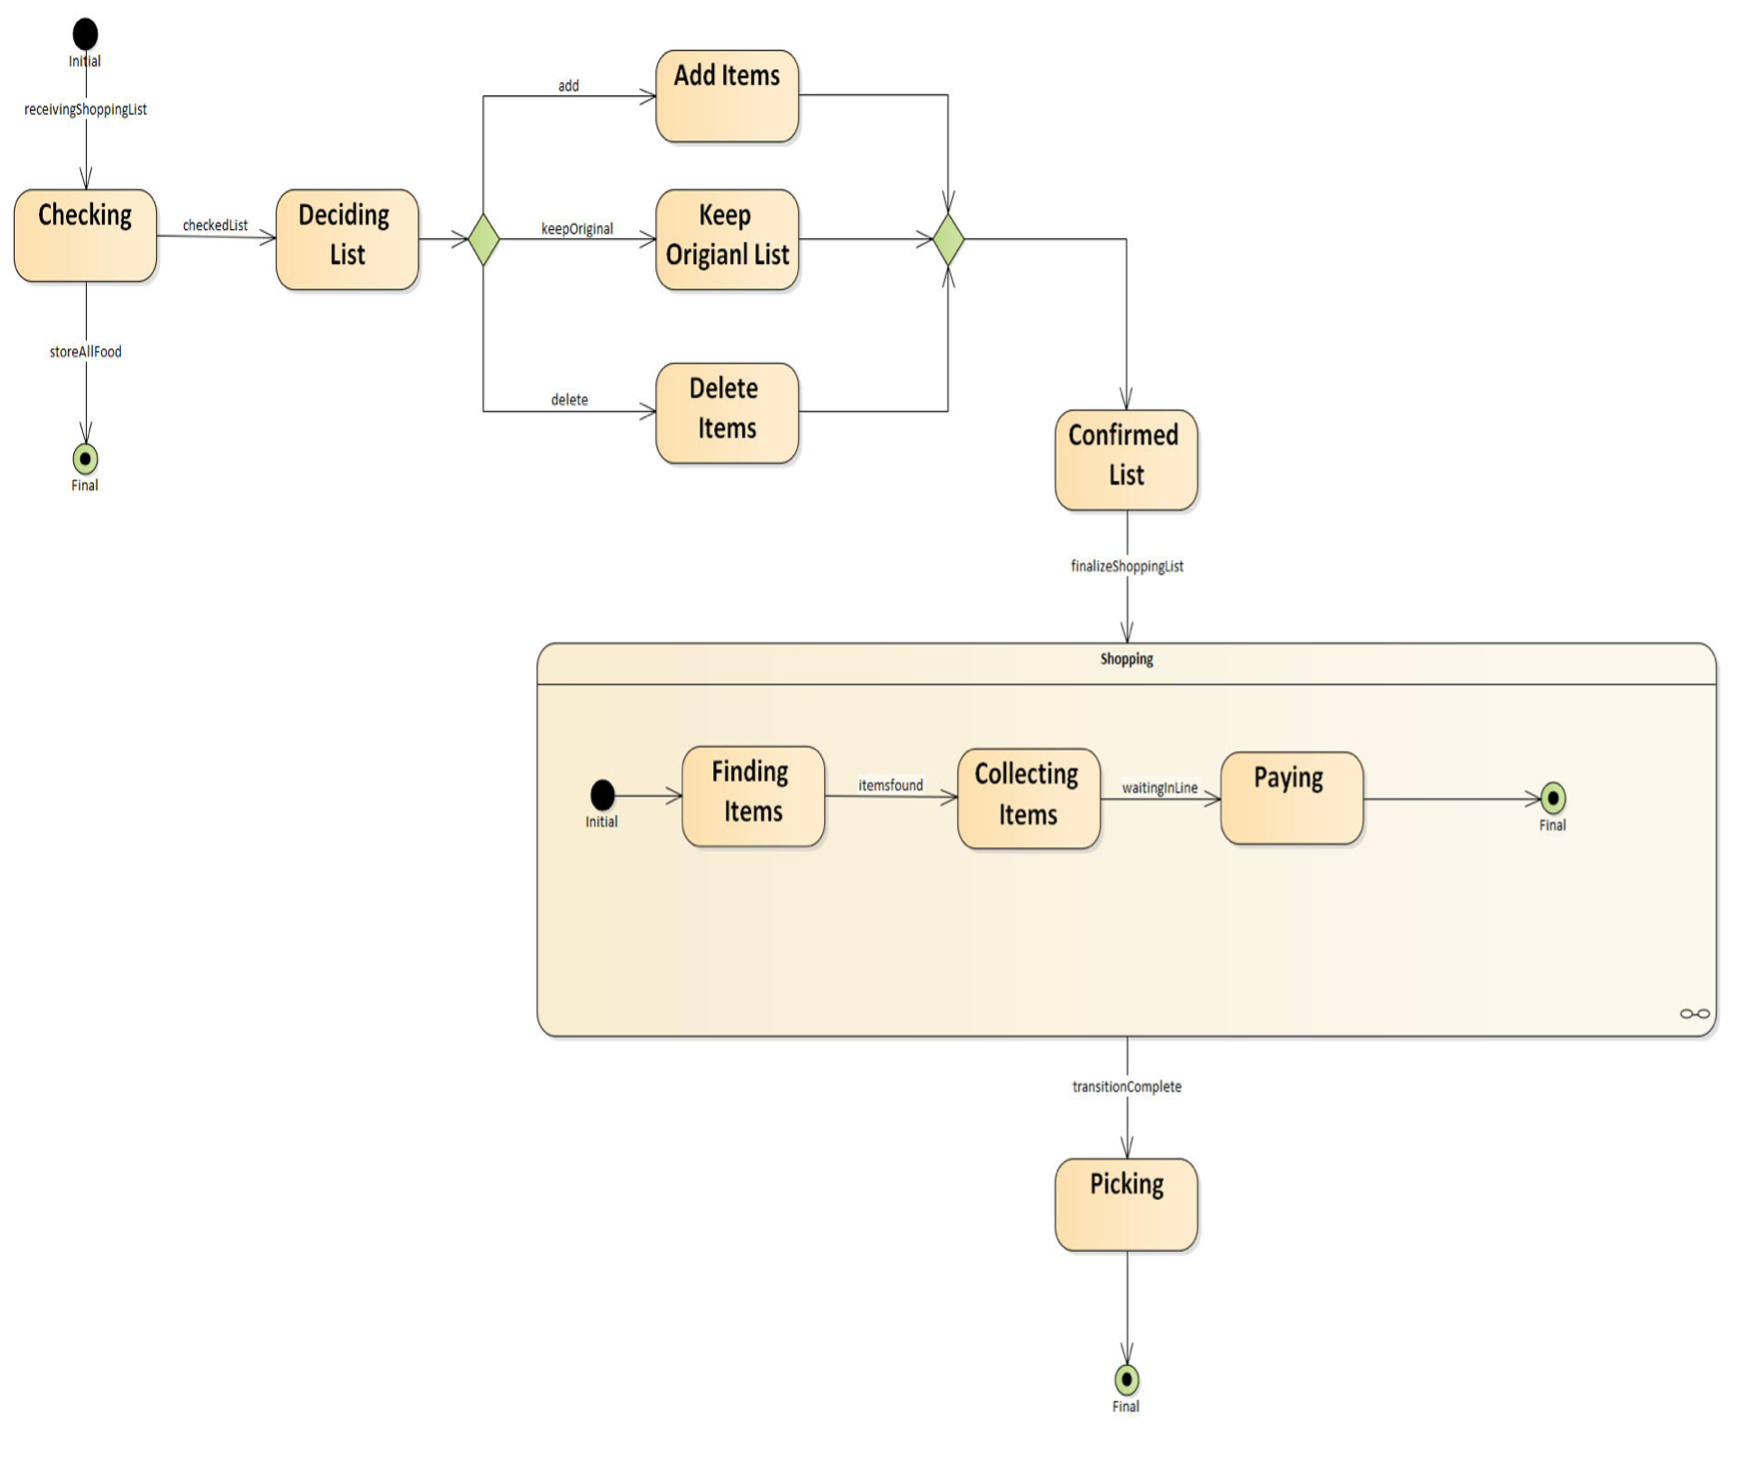 Initial
receivingShoppingList
Checking
checkedList
Deciding
List
storeAllFood
Final
add
Add Items
keepOriginal
Keep
Origianl List
delete
Delete
Items
Confirmed
List
finalizeShoppingList
Shopping
Initial
Finding
Items
itemsfound
Collecting
Items
waitingInLine
Paying
Final
transitionComplete
Picking
Final